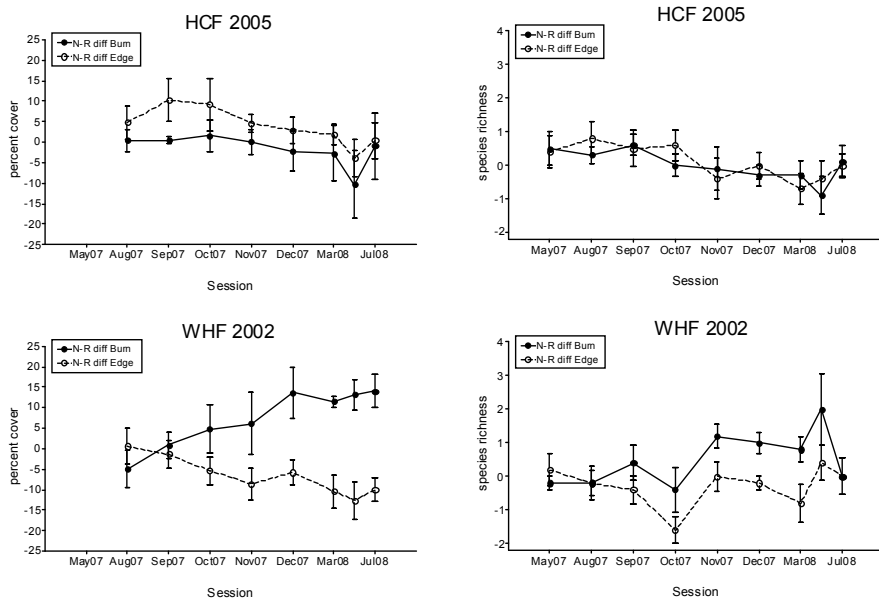 HCF 2005
N-R diff Burn
N-R diff Edge
percent cover
25
20
15
10
5
0
-5
-10
-15
-20
-25
May07 Aug07 Sep07 Oct07 Nov07 Dec07 Mar08 Jul08
Session
HCF 2005
N-R diff Burn
N-R diff Edge
species richness
4
3
2
1
0
-1
-2
May07 Aug07 Sep07 Oct07 Nov07 Dec07 Mar08 Jul08
Session
WHF 2002
N-R diff Burn
N-R diff Edge
percent cover
25
20
15
10
5
0
-5
-10
-15
-20
-25
May07 Aug07 Sep07 Oct07 Nov07 Dec07 Mar08 Jul08
Session
WHF 2002
N-R diff Burn
N-R diff Edge
species richness
4
3
2
1
0
-1
-2
May07 Aug07 Sep07 Oct07 Nov07 Dec07 Mar08 Jul08
Session